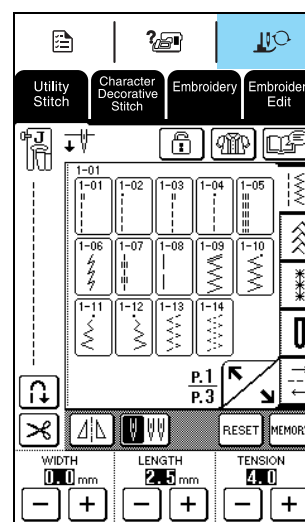 Utility
Stitch
Character
Decorative
Stitch
Embroidery
Embroider
Edit
J
1-01
1-01 1-02 1-03 1-04 1-05
1-06 1-07 1-08 1-09 1-10
1-11 1-12 1-13 1-14
P.1
P.3
RESET MEMOR
WIDTH LENGTH TENSION
0.0 mm 2.5 mm 4.0
− + − + − +